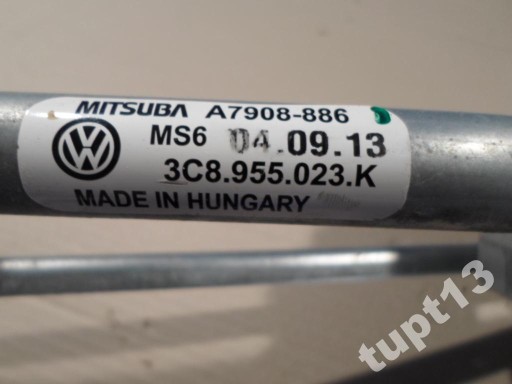 MITSUBA A7908-886
MS6 04.09.13
3C8.955.023.K
MADE IN HUNGARY
tupt13